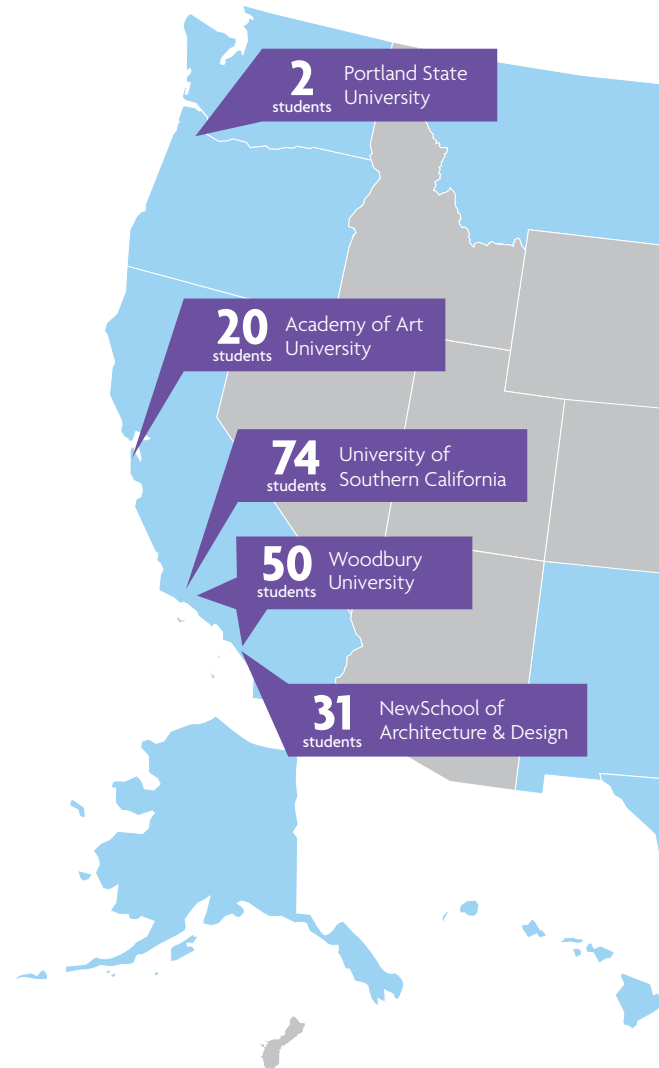 2
students
Portland State
University
20
students
Academy of Art
University
74
students
University of
Southern California
50
students
Woodbury
University
31
students
NewSchool of
Architecture & Design